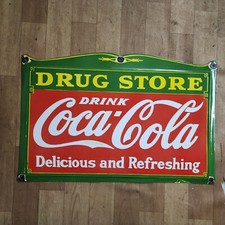 DRUG STORE
DRINK
Coca-Cola
Delicious and Refreshing